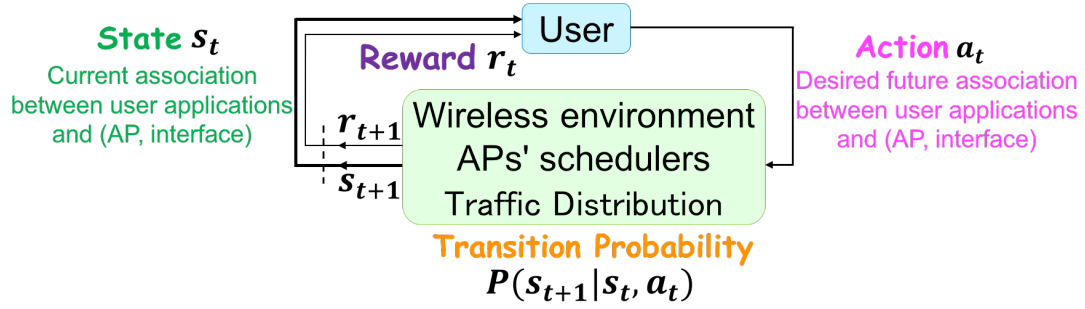 User
State s_t
Current association
between user applications
and (AP, interface)
Reward r_t
Action a_t
Desired future association
between user applications
and (AP, interface)
r_{t+1}
s_{t+1}
Wireless environment
APs' schedulers
Traffic Distribution
Transition Probability
P(s_{t+1}|s_t, a_t)